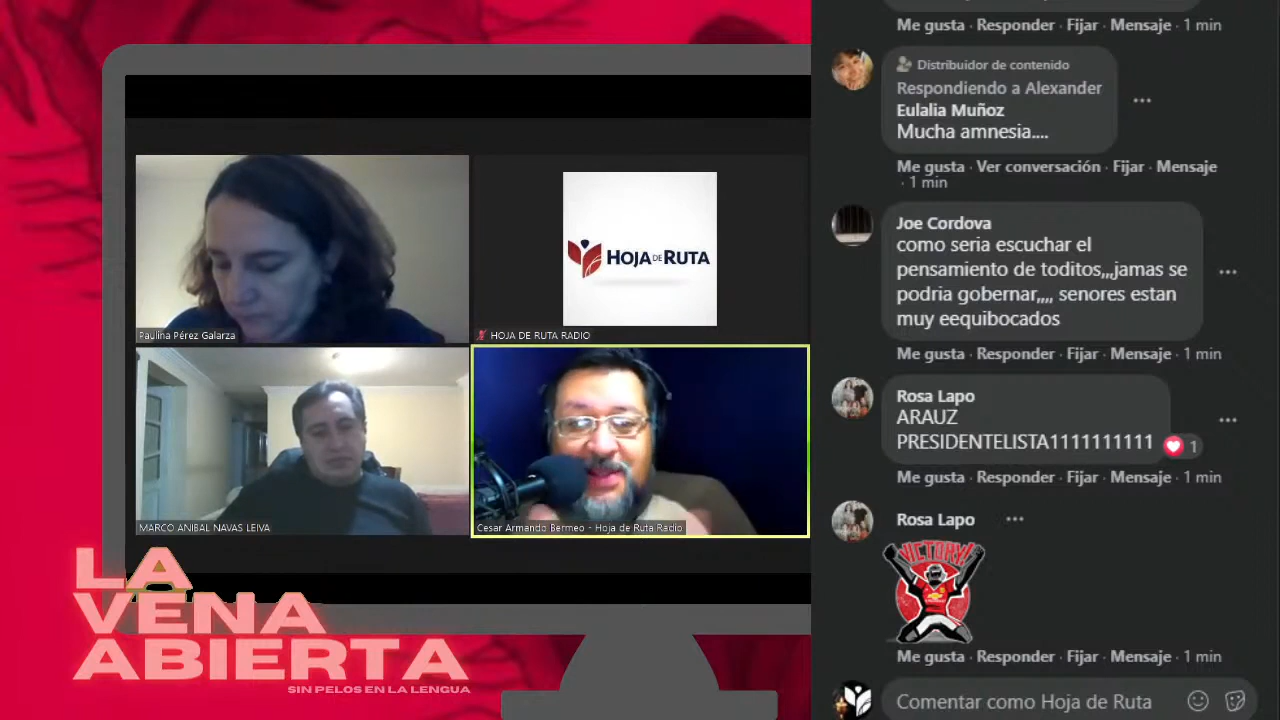 Paulina Pérez Galarza
HOJA DE RUTA
HOJA DE RUTA RADIO
MARCO ANIBAL NAVAS LEIVA
Cesar Armando Bermeo - Hoja de Ruta Radio
LA
VENA
ABIERTA
SIN PELOS EN LA LENGUA
Me gusta · Responder · Fijar · Mensaje · 1 min
Distribuidor de contenido
Respondiendo a Alexander
Eulalia Muñoz
Mucha amnesia....
Me gusta · Ver conversación · Fijar · Mensaje
· 1 min
Joe Cordova
como seria escuchar el
pensamiento de toditos,,,jamas se
podria gobernar,,,, senores estan
muy eequibocados
Me gusta · Responder · Fijar · Mensaje · 1 min
Rosa Lapo
ARAUZ
PRESIDENTELISTA1111111111
1
Me gusta · Responder · Fijar · Mensaje · 1 min
Rosa Lapo
VICTORY!
Me gusta · Responder · Fijar · Mensaje · 1 min
Comentar como Hoja de Ruta